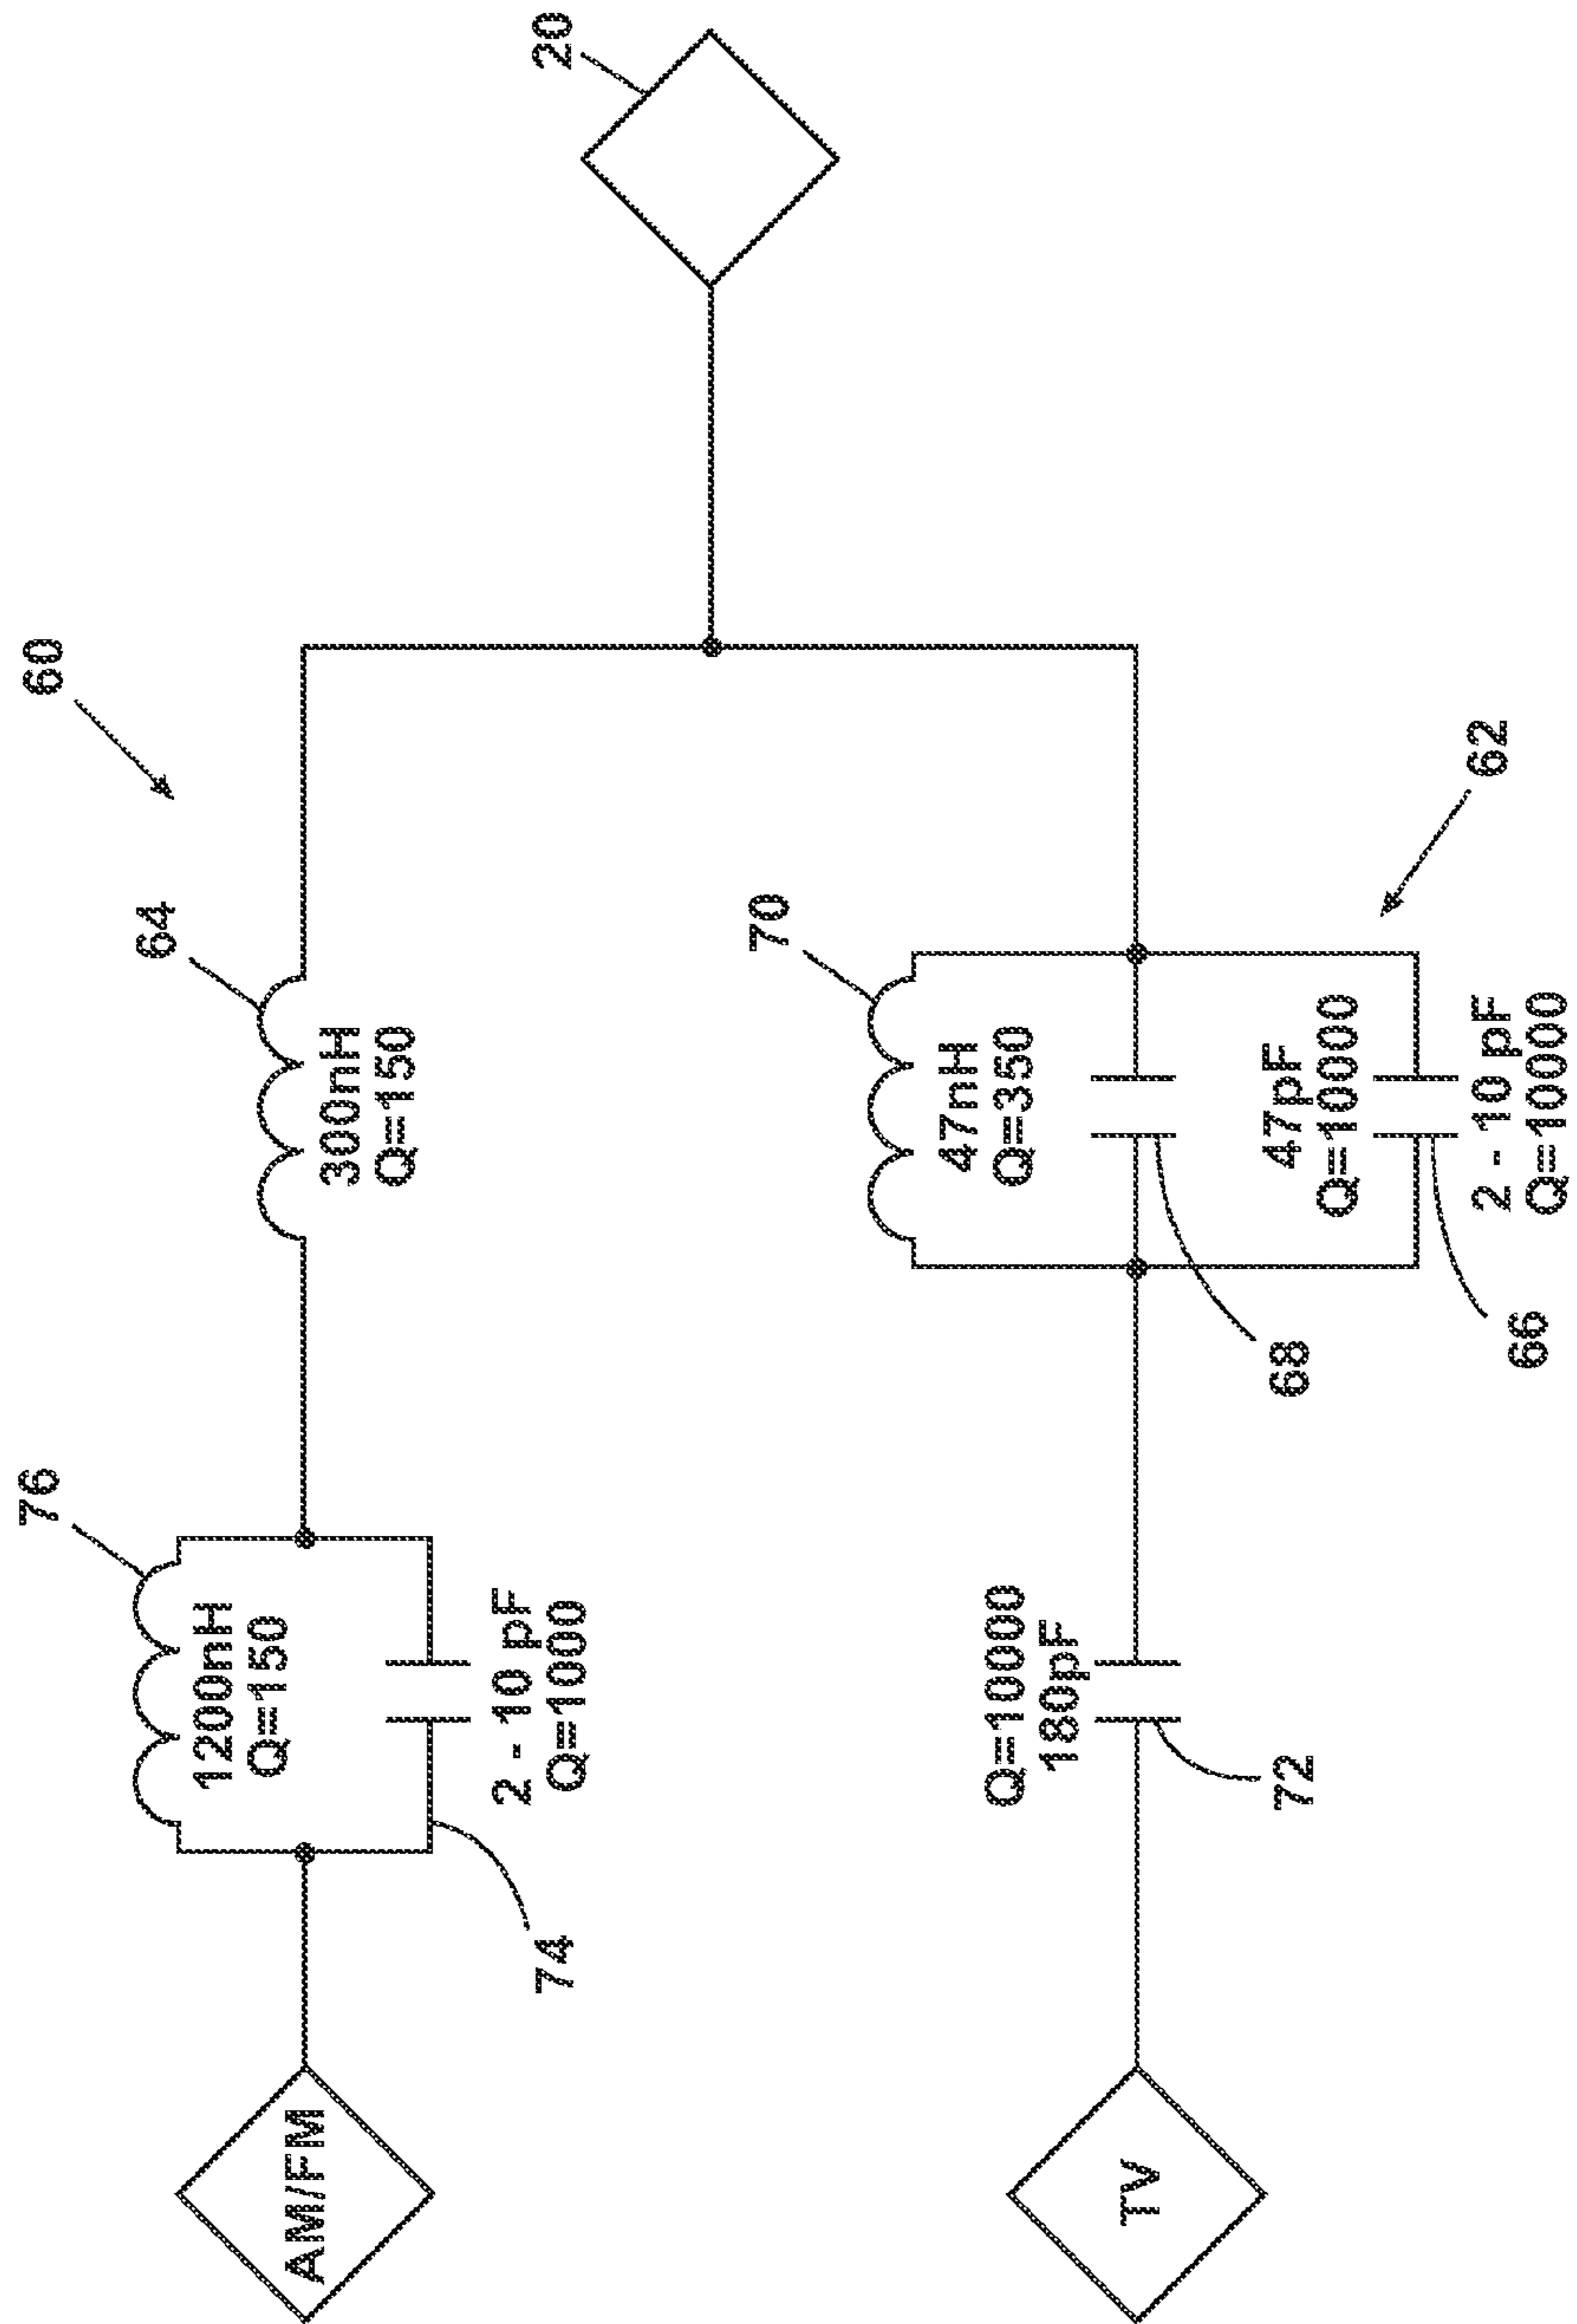 76
60
64
1200nH
Q=150
300nH
Q=150
AM/FM
2 - 10 pF
Q=1000
74
20
70
47nH
Q=350
Q=10000
180pF
TV
47pF
Q=10000
72
68
62
2 - 10 pF
Q=10000
66